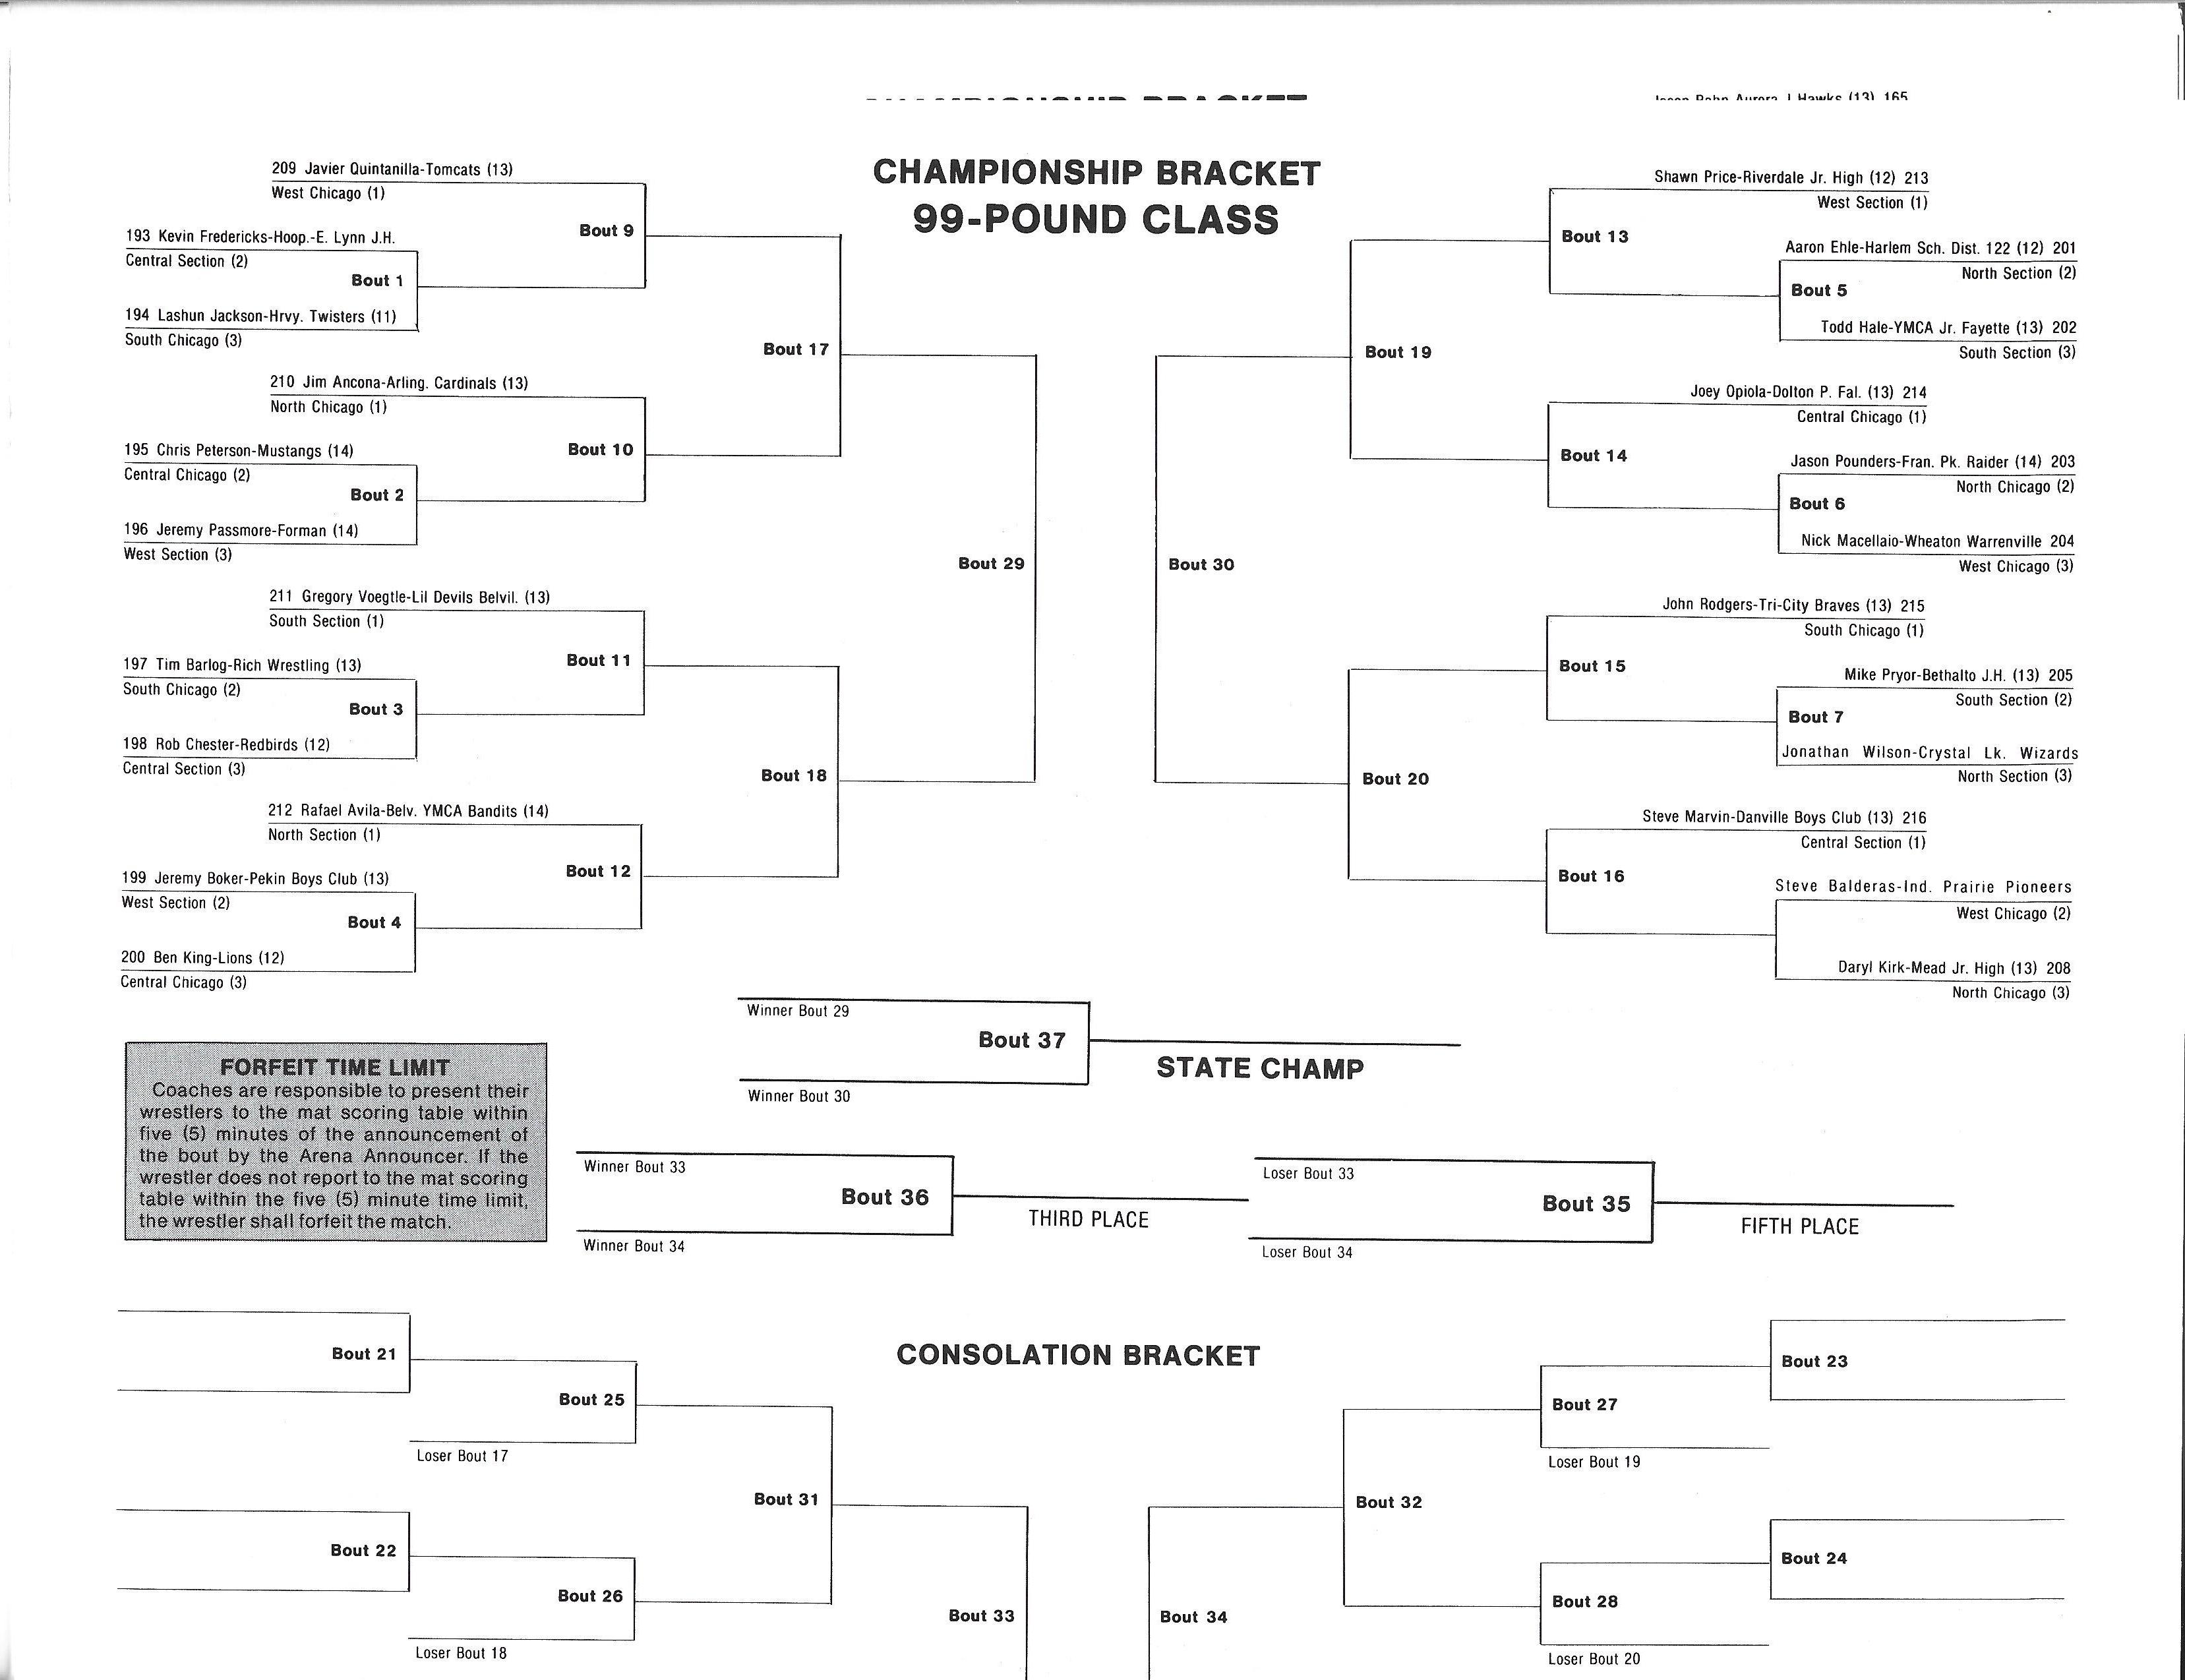 Jason Rahn Aurora J Hawks (13) 165
CHAMPIONSHIP BRACKET
CHAMPIONSHIP BRACKET
99-POUND CLASS
209 Javier Quintanilla-Tomcats (13)
West Chicago (1)
Bout 9
193 Kevin Fredericks-Hoop.-E. Lynn J.H.
Central Section (2)
Bout 1
194 Lashun Jackson-Hrvy. Twisters (11)
South Chicago (3)
Bout 17
210 Jim Ancona-Arling. Cardinals (13)
North Chicago (1)
Bout 10
195 Chris Peterson-Mustangs (14)
Central Chicago (2)
Bout 2
196 Jeremy Passmore-Forman (14)
West Section (3)
Bout 29
211 Gregory Voegtle-Lil Devils Belvil. (13)
South Section (1)
Bout 11
197 Tim Barlog-Rich Wrestling (13)
South Chicago (2)
Bout 3
198 Rob Chester-Redbirds (12)
Central Section (3)
Bout 18
212 Rafael Avila-Belv. YMCA Bandits (14)
North Section (1)
Bout 12
199 Jeremy Boker-Pekin Boys Club (13)
West Section (2)
Bout 4
200 Ben King-Lions (12)
Central Chicago (3)
Shawn Price-Riverdale Jr. High (12) 213
West Section (1)
Bout 13
Aaron Ehle-Harlem Sch. Dist. 122 (12) 201
North Section (2)
Bout 5
Todd Hale-YMCA Jr. Fayette (13) 202
South Section (3)
Bout 19
Joey Opiola-Dolton P. Fal. (13) 214
Central Chicago (1)
Bout 14
Jason Pounders-Fran. Pk. Raider (14) 203
North Chicago (2)
Bout 6
Nick Macellaio-Wheaton Warrenville 204
West Chicago (3)
Bout 30
John Rodgers-Tri-City Braves (13) 215
South Chicago (1)
Bout 15
Mike Pryor-Bethalto J.H. (13) 205
South Section (2)
Bout 7
Jonathan Wilson-Crystal Lk. Wizards
North Section (3)
Bout 20
Steve Marvin-Danville Boys Club (13) 216
Central Section (1)
Bout 16
Steve Balderas-Ind. Prairie Pioneers
West Chicago (2)
Daryl Kirk-Mead Jr. High (13) 208
North Chicago (3)
Winner Bout 29
Bout 37
STATE CHAMP
Winner Bout 30
FORFEIT TIME LIMIT
Coaches are responsible to present their
wrestlers to the mat scoring table within
five (5) minutes of the announcement of
the bout by the Arena Announcer. If the
wrestler does not report to the mat scoring
table within the five (5) minute time limit,
the wrestler shall forfeit the match.
Winner Bout 33
Bout 36
THIRD PLACE
Winner Bout 34
Loser Bout 33
Bout 35
FIFTH PLACE
Loser Bout 34
CONSOLATION BRACKET
Bout 21
Bout 25
Loser Bout 17
Bout 31
Bout 22
Bout 26
Loser Bout 18
Bout 33
Bout 23
Bout 27
Loser Bout 19
Bout 32
Bout 24
Bout 28
Loser Bout 20
Bout 34